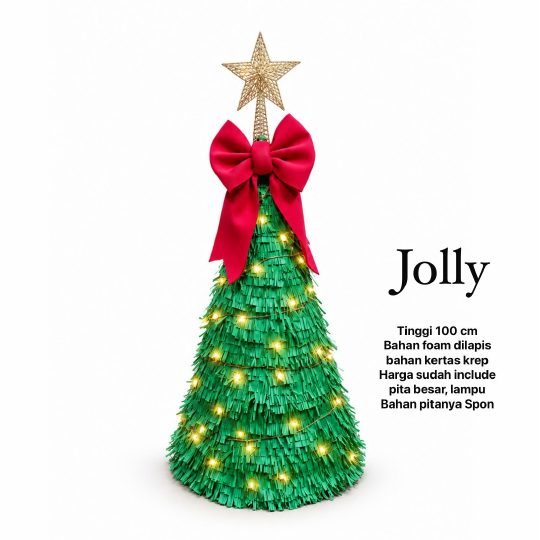 Jolly
Tinggi 100 cm
Bahan foam dilapis
bahan kertas krep
Harga sudah include
pita besar, lampu
Bahan pitanya Spon